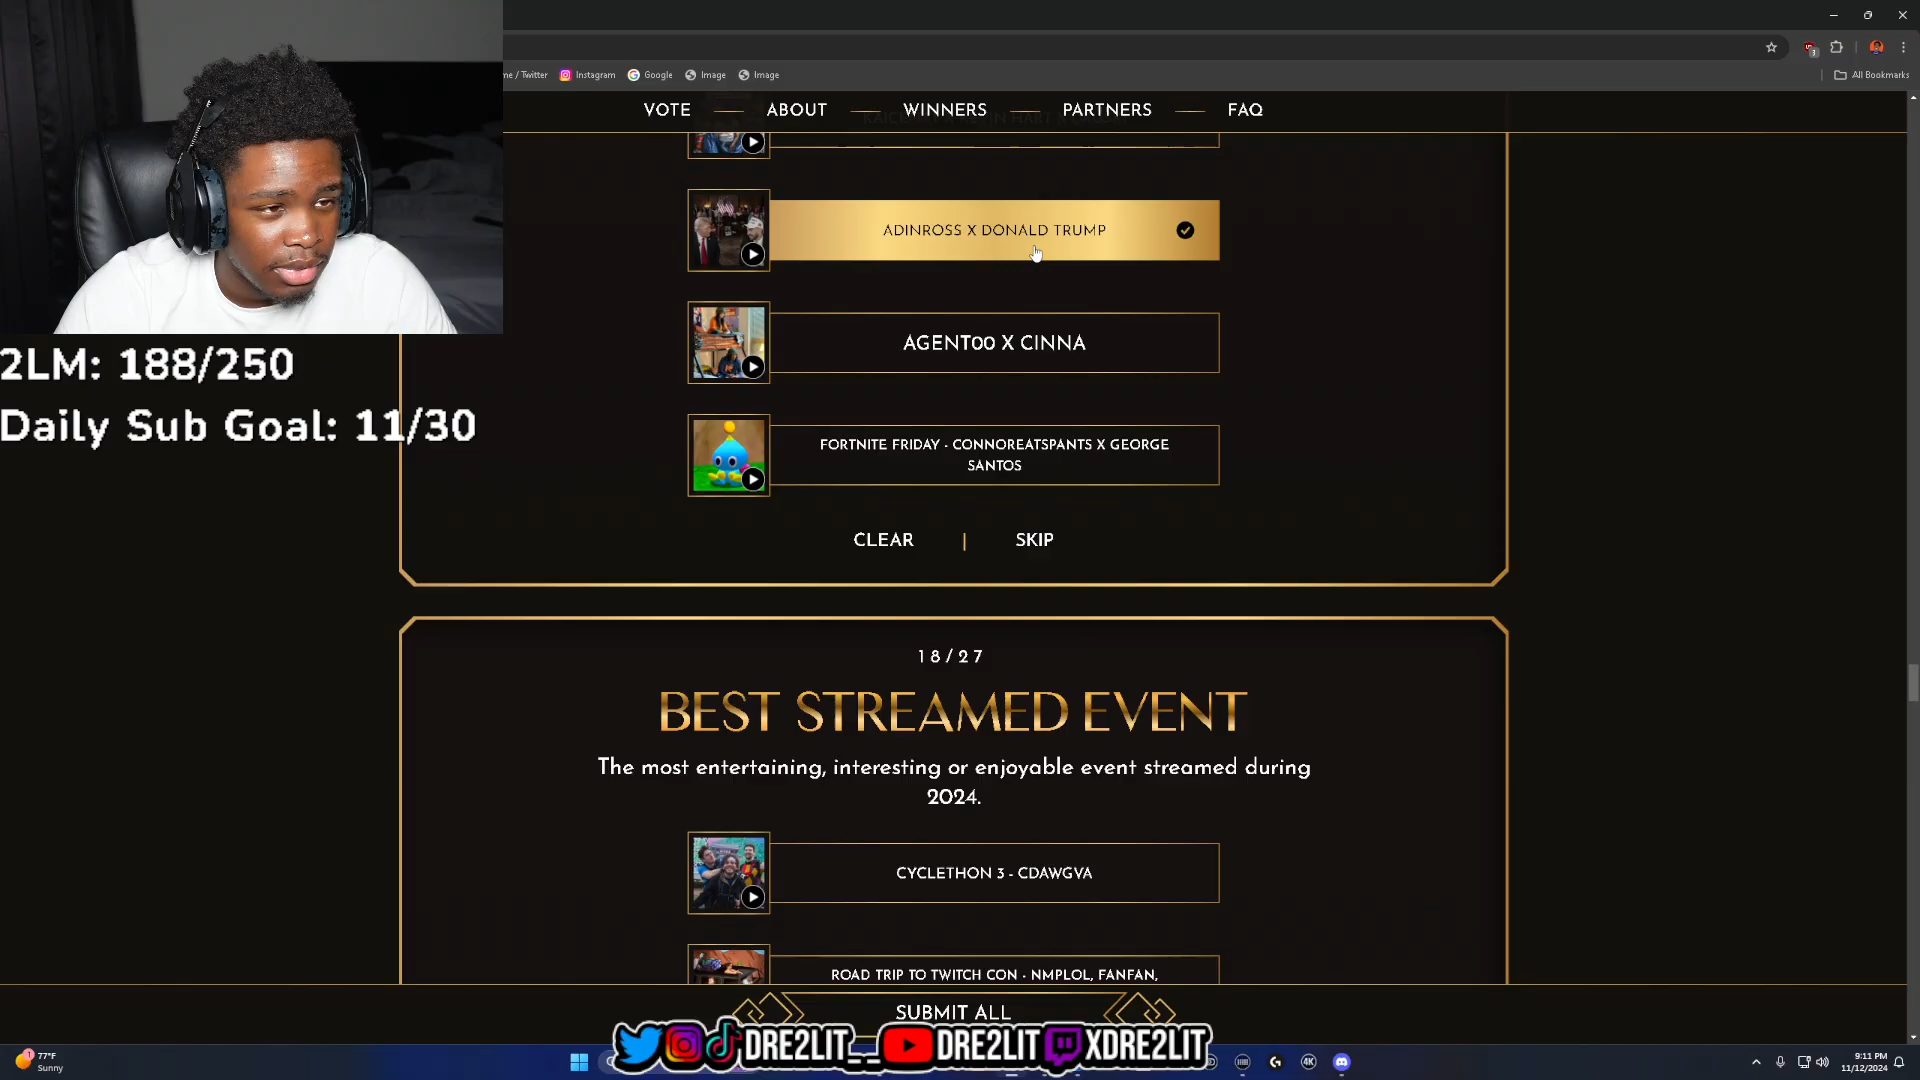 me / Twitter Instagram Google Image Image All Bookmarks
VOTE ABOUT WINNERS PARTNERS FAQ
ADINROSS X DONALD TRUMP
2LM: 188/250
AGENT00 X CINNA
Daily Sub Goal: 11/30
FORTNITE FRIDAY - CONNOREATSPANTS X GEORGE
SANTOS
CLEAR | SKIP
18/27
BEST STREAMED EVENT
The most entertaining, interesting or enjoyable event streamed during
2024.
CYCLETHON 3 - CDAWGVA
ROAD TRIP TO TWITCH CON - NMPLOL, FANFAN,
SUBMIT ALL
DRE2LIT__ DRE2LIT XDRE2LIT
1 77°F
Sunny
4K
9:11 PM
11/12/2024